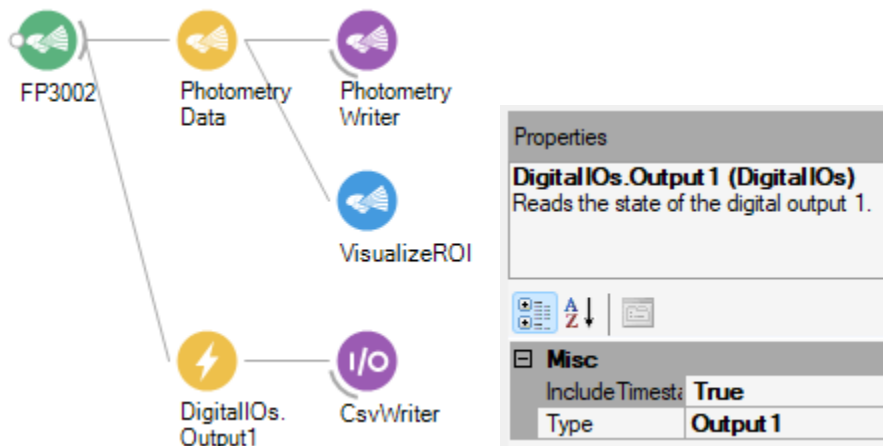 FP3002
Photometry
Data
Photometry
Writer
VisualizeROI
DigitalIOs.
Output1
I/O
CsvWriter
Properties
DigitalIOs.Output1 (DigitalIOs)
Reads the state of the digital output 1.
A
Z
Misc
IncludeTimesta True
Type Output1